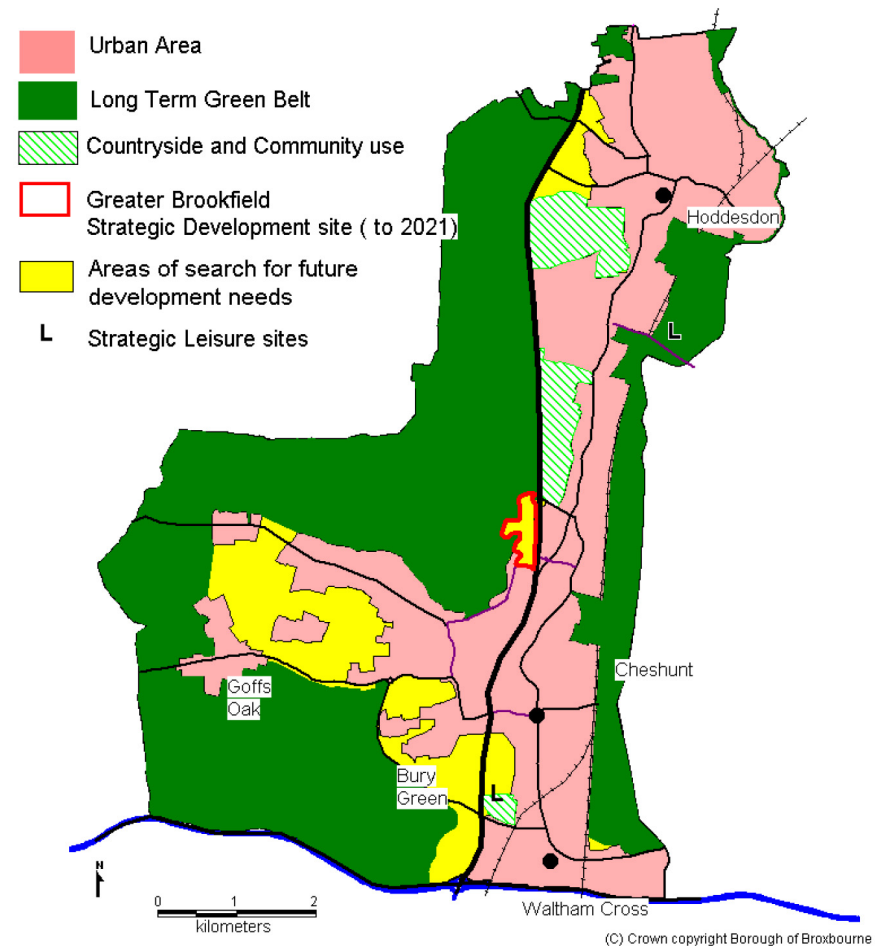 Urban Area
Long Term Green Belt
Countryside and Community use
Greater Brookfield
Strategic Development site ( to 2021)
Areas of search for future
development needs
L
Strategic Leisure sites
Hoddesdon
L
Cheshunt
Goffs
Oak
Bury
Green
L
Waltham Cross
N
0 1 2
kilometers
(C) Crown copyright Borough of Broxbourne